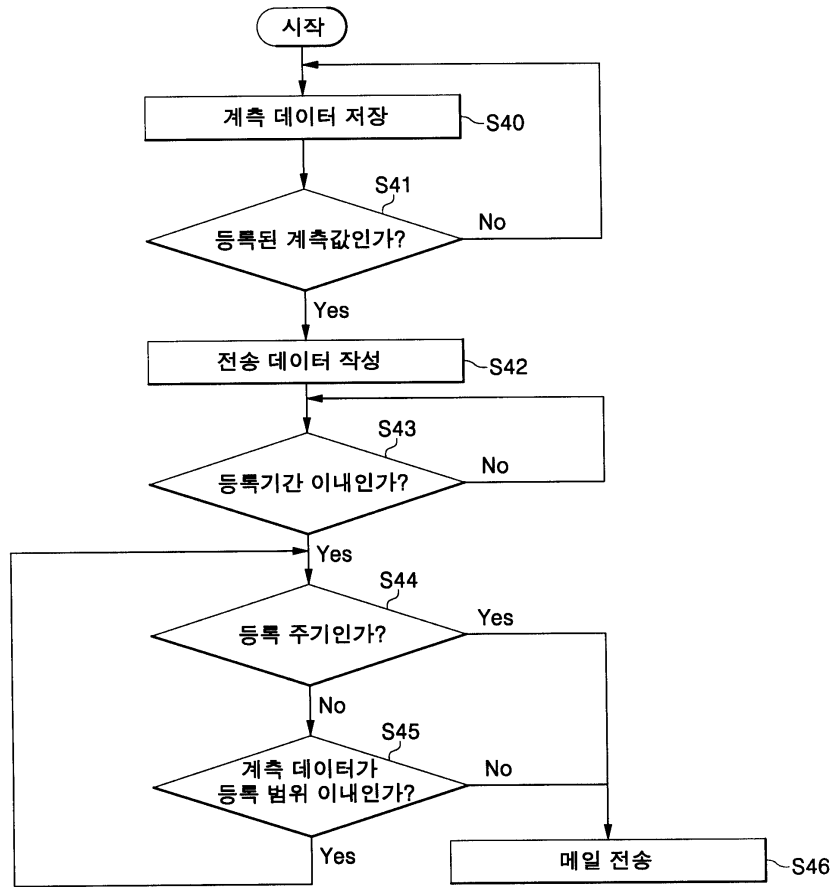 시작
계측 데이터 저장
S40
S41
등록된 계측값인가?
No
Yes
전송 데이터 작성
S42
S43
등록기간 이내인가?
No
Yes
S44
등록 주기인가?
Yes
No
S45
계측 데이터가
등록 범위 이내인가?
No
Yes
메일 전송
S46